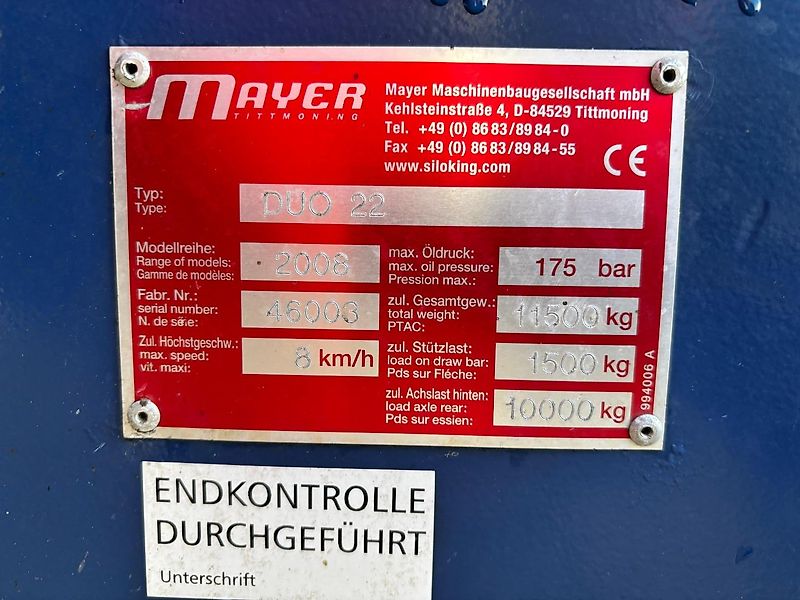 MAYER
TITTMONING
Mayer Maschinenbaugesellschaft mbH
Kehlsteinstraße 4, D-84529 Tittmoning
Tel. +49 (0) 86 83/89 84-0
Fax +49 (0) 86 83/89 84-55
www.siloking.com
CE
Typ:
Type:
DUO 22
Modellreihe:
Range of models:
Gamme de modèles:
2008
Fabr. Nr.:
serial number:
N. de sèe:
46003
Zul. Höchstgeschw.:
max. speed:
vit. maxi:
8 km/h
max. Öldruck:
max. oil pressure:
Pression max.:
175 bar
zul. Gesamtgew.:
total weight:
PTAC:
11500 kg
zul. Stützlast:
load on draw bar:
Pds sur Fléche:
1500 kg
zul. Achslast hinten:
load axle rear:
Pds sur essien:
10000 kg
994006 A
ENDKONTROLLE
DURCHGEFÜHRT
Unterschrift